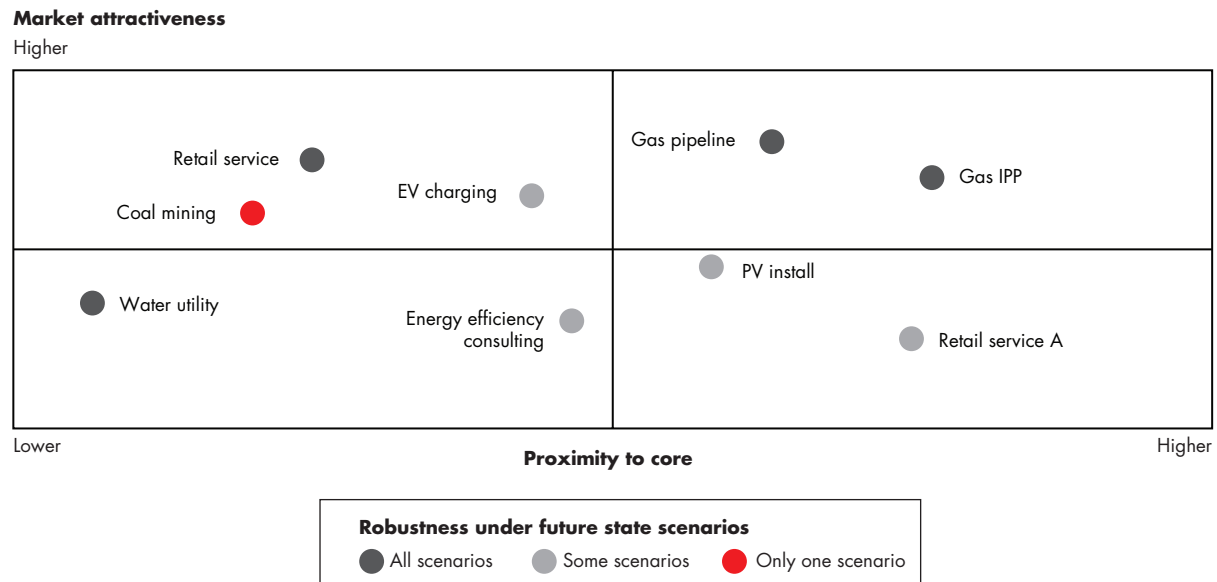 Market attractiveness
Higher
Gas pipeline
Retail service
Gas IPP
EV charging
Coal mining
PV install
Water utility
Energy efficiency
consulting
Retail service A
Lower
Higher
Proximity to core
Robustness under future state scenarios
All scenarios
Some scenarios
Only one scenario